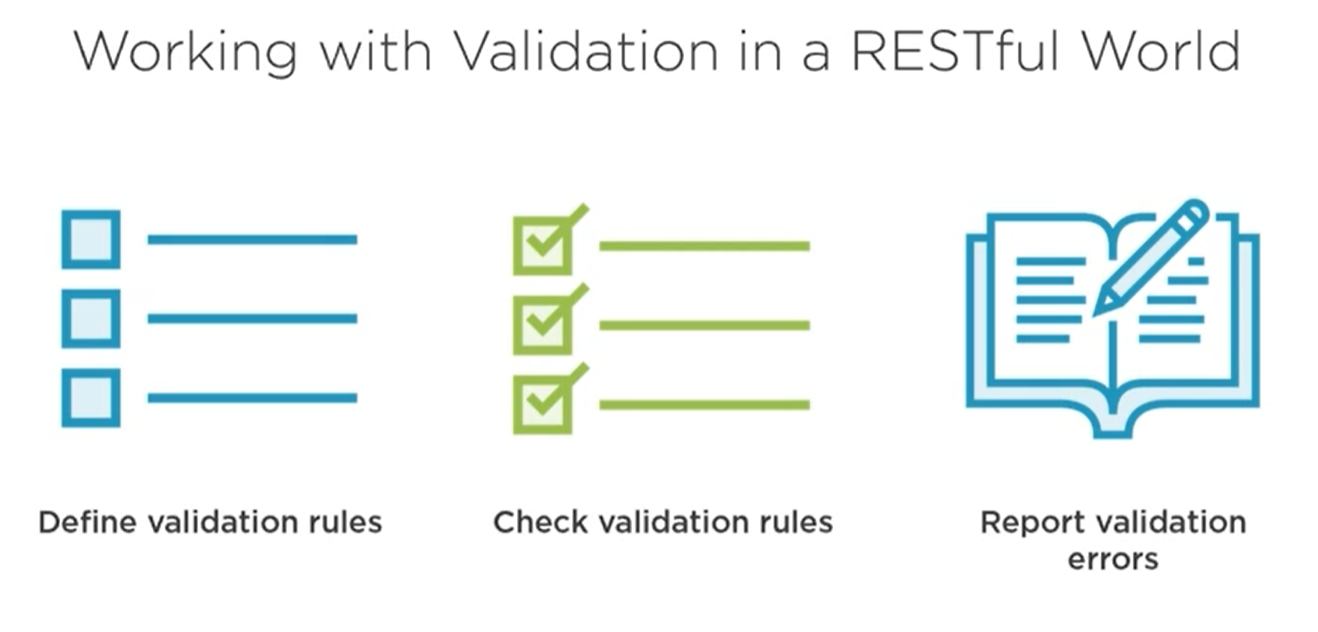 Working with Validation in a RESTful World
Define validation rules
Check validation rules
Report validation
errors